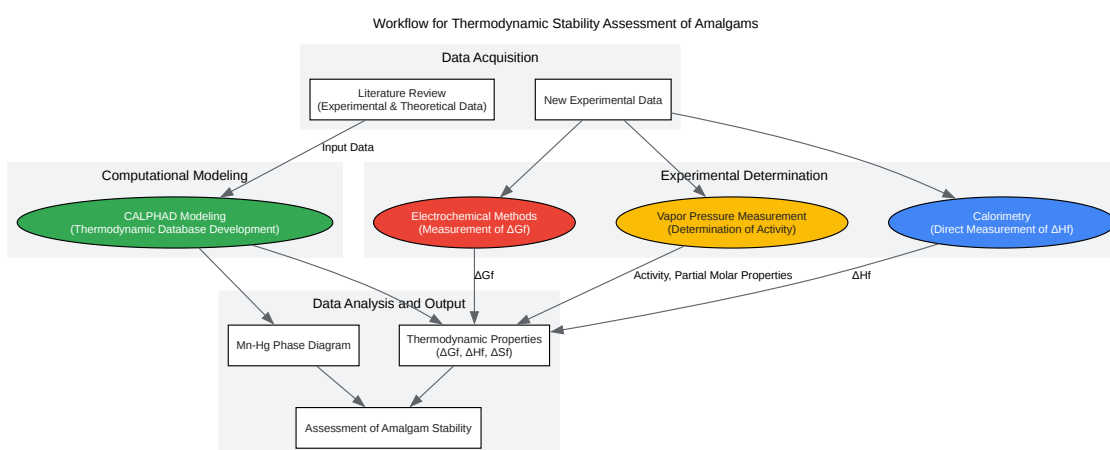 Workflow for Thermodynamic Stability Assessment of Amalgams
Data Acquisition
Literature Review
(Experimental & Theoretical Data)
New Experimental Data
Input Data
Computational Modeling
Experimental Determination
CALPHAD Modeling
(Thermodynamic Database Development)
Electrochemical Methods
(Measurement of ΔGf)
Vapor Pressure Measurement
(Determination of Activity)
Calorimetry
(Direct Measurement of ΔHf)
ΔGf
Activity, Partial Molar Properties
ΔHf
Data Analysis and Output
Mn-Hg Phase Diagram
Thermodynamic Properties
(ΔGf, ΔHf, ΔSf)
Assessment of Amalgam Stability